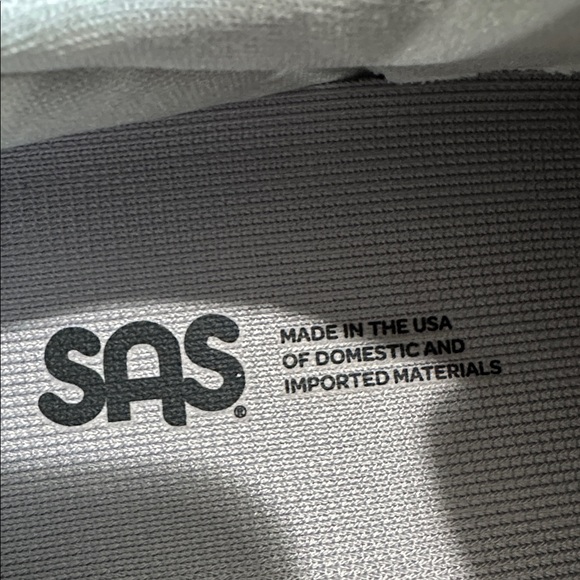 SAS®
MADE IN THE USA
OF DOMESTIC AND
IMPORTED MATERIALS